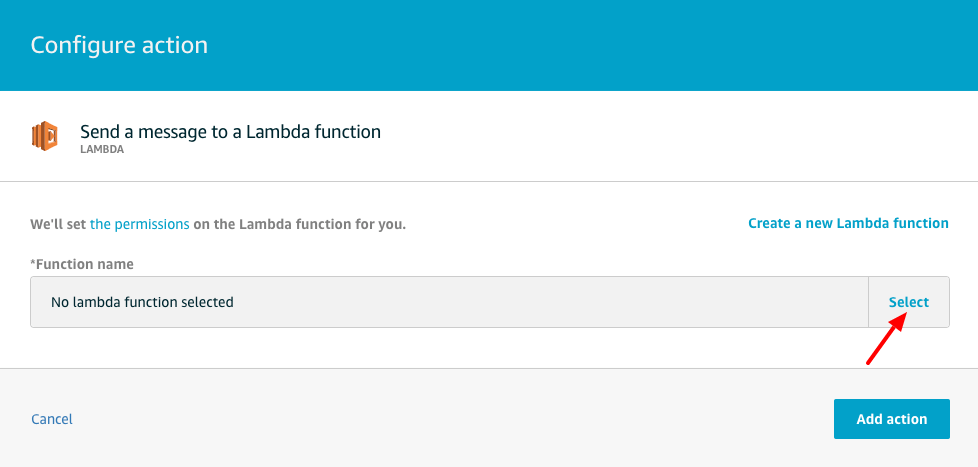 Configure action
Send a message to a Lambda function
LAMBDA
We'll set the permissions on the Lambda function for you.
Create a new Lambda function
*Function name
No lambda function selected
Select
Cancel
Add action